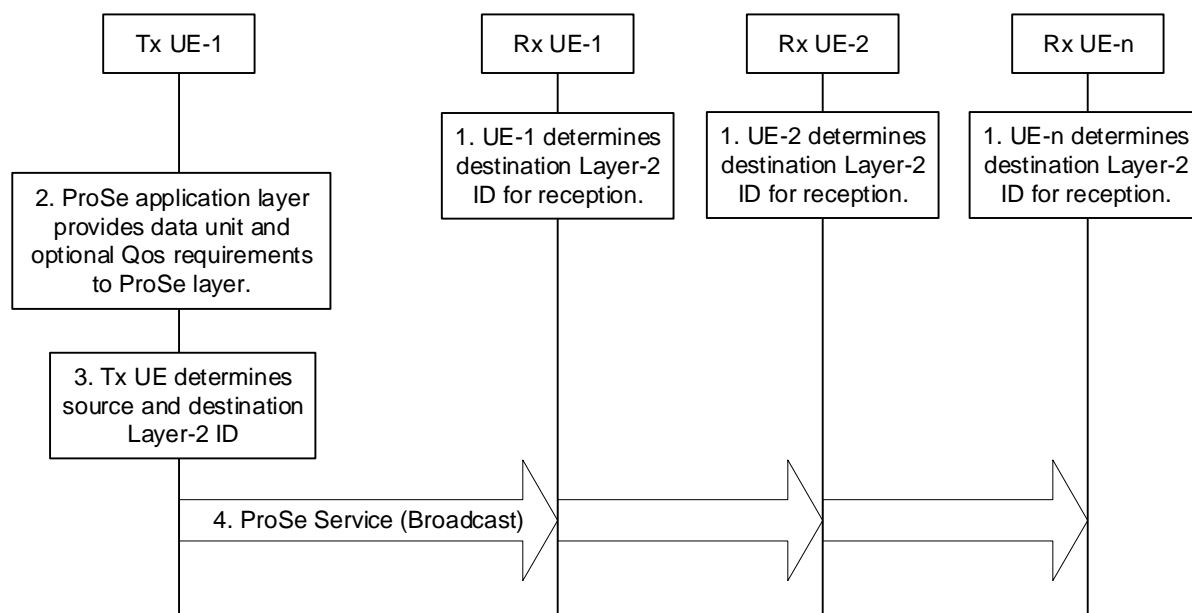 Tx UE-1
Rx UE-1
Rx UE-2
Rx UE-n
1. UE-1 determines
destination Layer-2
ID for reception.
1. UE-2 determines
destination Layer-2
ID for reception.
1. UE-n determines
destination Layer-2
ID for reception.
2. ProSe application layer
provides data unit and
optional Qos requirements
to ProSe layer.
3. Tx UE determines
source and destination
Layer-2 ID
4. ProSe Service (Broadcast)